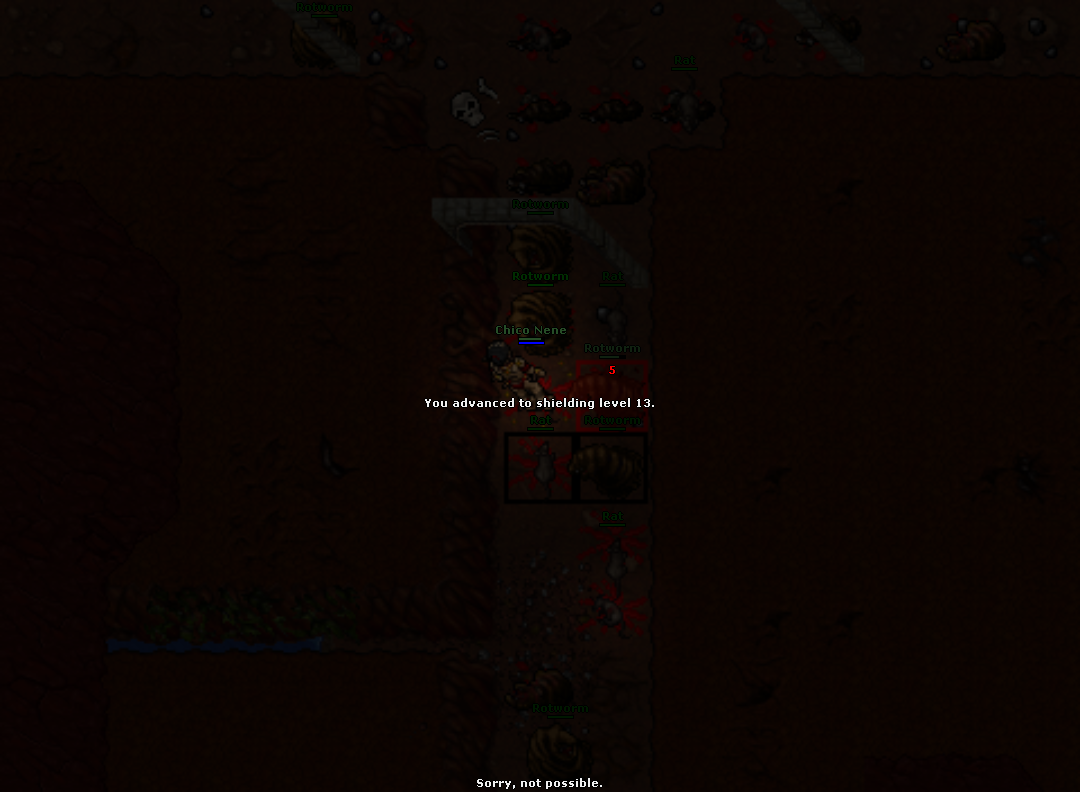 Rotworm
Rat
Rotworm
Rotworm
Rat
Chico Nene
Rotworm
5
You advanced to shielding level 13.
Rat
Rotworm
Rat
Rotworm
Sorry, not possible.